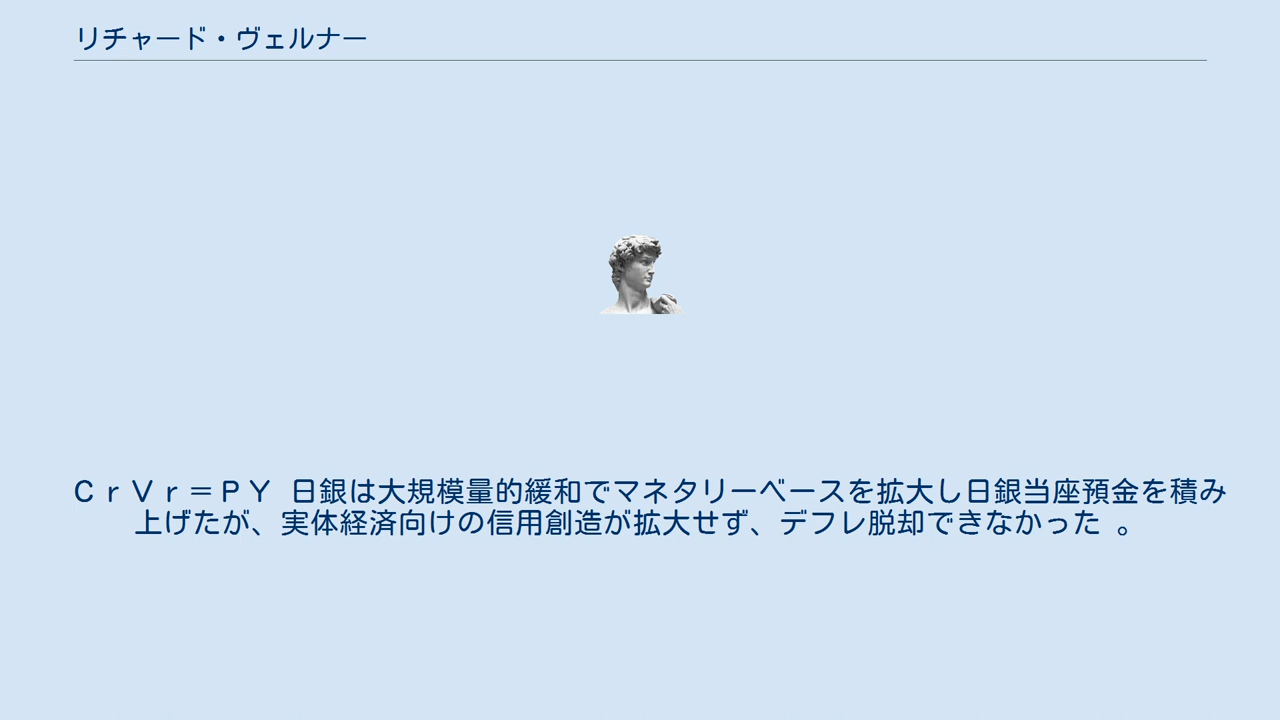 リチャード・ヴェルナー
ＣｒＶｒ＝ＰＹ 日銀は大規模量的緩和でマネタリーベースを拡大し日銀当座預金を積み
上げたが、実体経済向けの信用創造が拡大せず、デフレ脱却できなかった 。